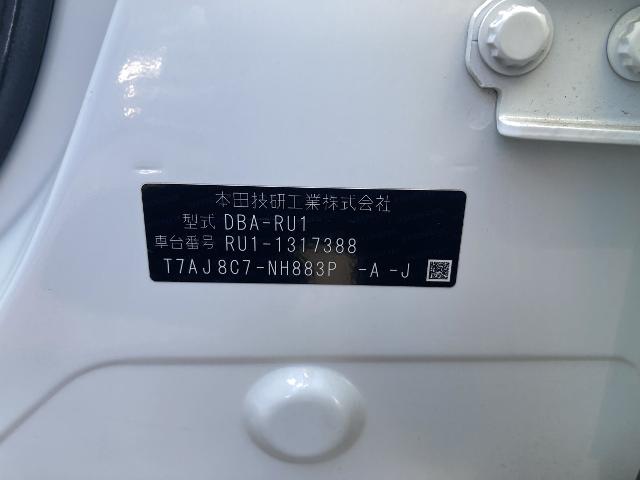 本田技研工業株式会社
型式 DBA-RU1
車台番号 RU1-1317388
T7AJ8C7-NH883P -A -J